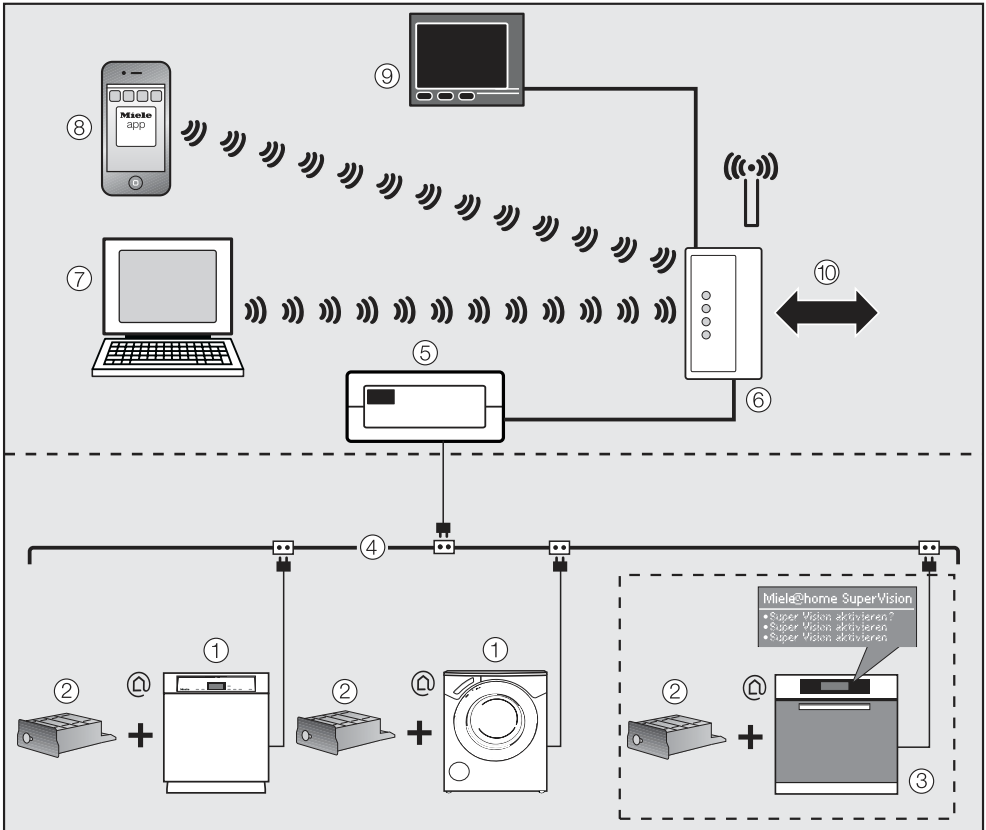 ⑨
⑧
Miele
app
⑦
⑩
⑤
⑥
④
Miele@home SuperVision
•Super Vision aktivieren?
•Super Vision aktivieren
•Super Vision aktivieren
①
①
②
②
②
③